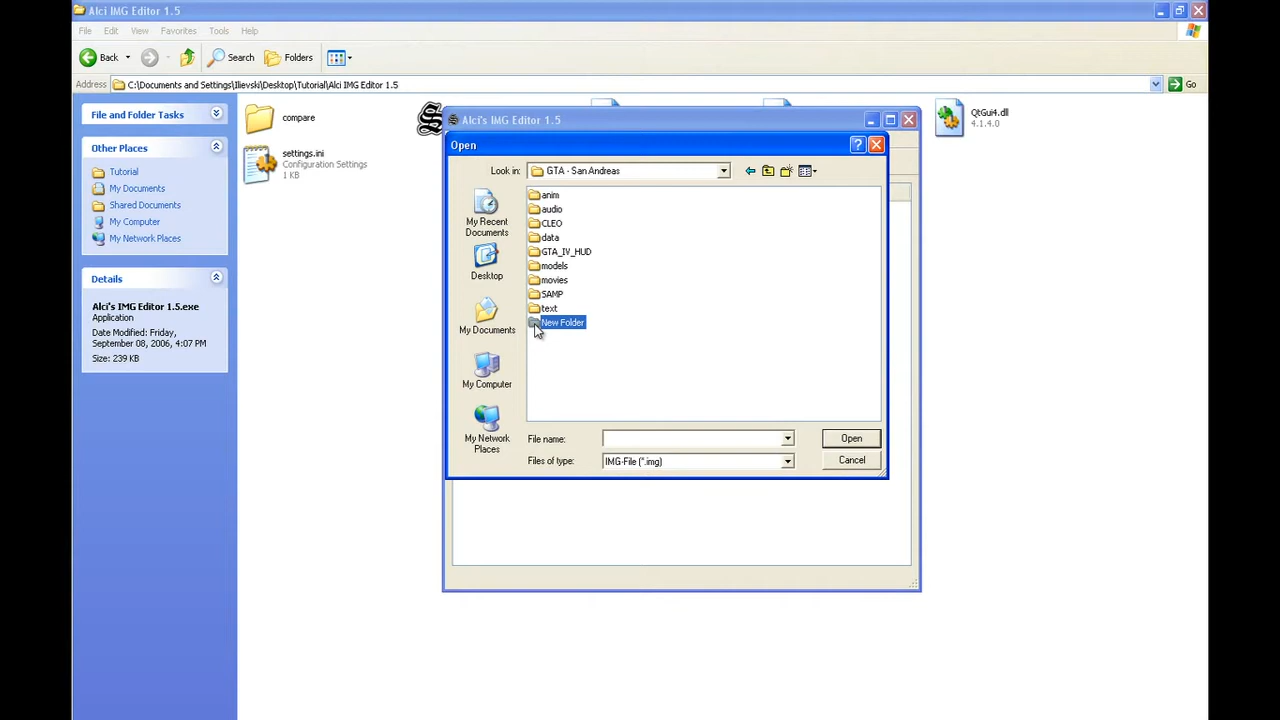 Alci IMG Editor 1.5
File Edit View Favorites Tools Help
Back Search Folders
Address C:\Documents and Settings\Ilievski\Desktop\Tutorial\Alci IMG Editor 1.5 Go
File and Folder Tasks
Other Places
Tutorial
My Documents
Shared Documents
My Computer
My Network Places
Details
Alci's IMG Editor 1.5.exe
Application
Date Modified: Friday,
September 08, 2006, 4:07 PM
Size: 239 KB
compare
settings.ini
Configuration Settings
1 KB
QtGui4.dll
4.1.4.0
Alci's IMG Editor 1.5
Open
Look in: GTA - San Andreas
My Recent
Documents
Desktop
My Documents
My Computer
My Network
Places
anim
audio
CLEO
data
GTA_IV_HUD
models
movies
SAMP
text
New Folder
File name: Open
Files of type: IMG-File (*.img) Cancel